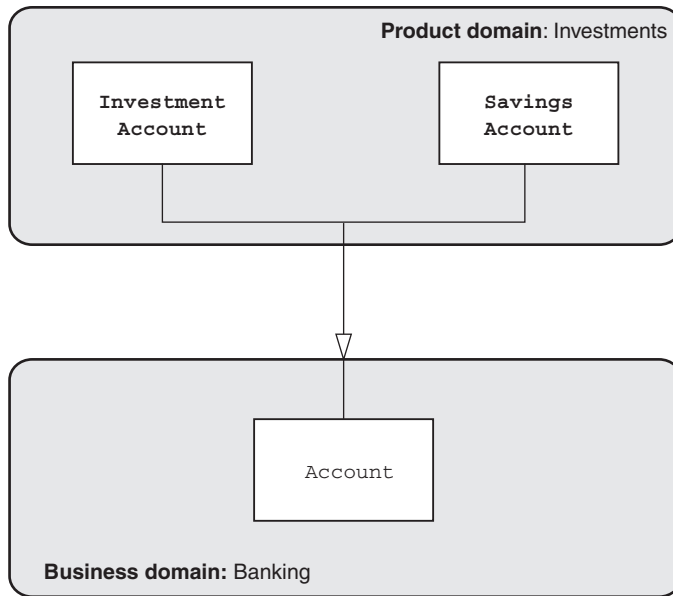 Product domain: Investments
Investment
Account
Savings
Account
Account
Business domain: Banking